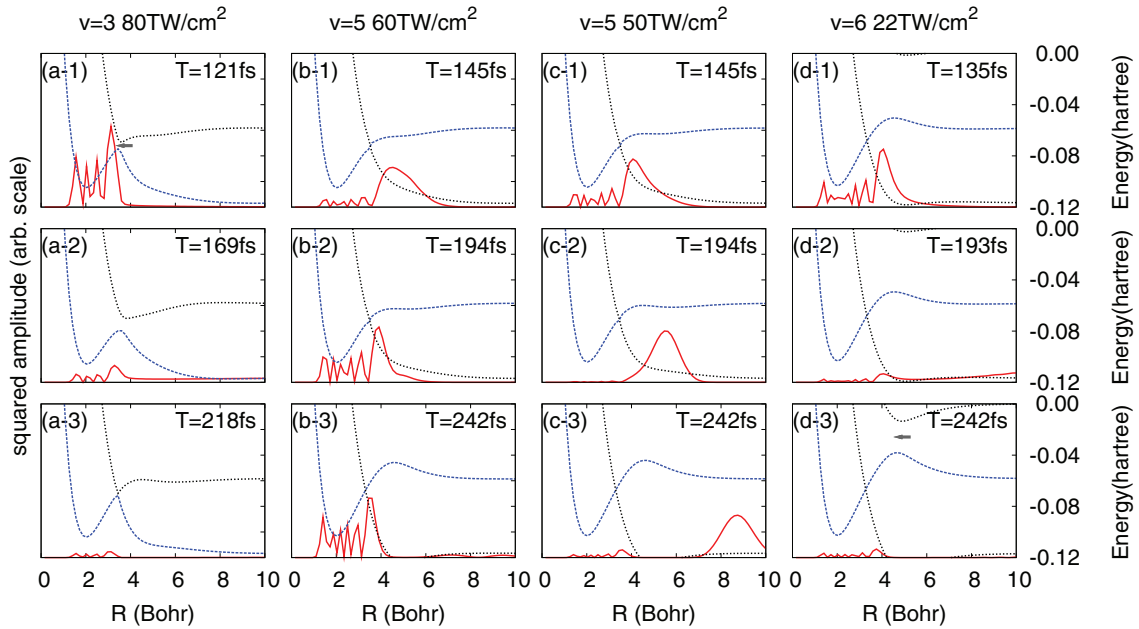 v=3 80TW/cm² v=5 60TW/cm² v=5 50TW/cm² v=6 22TW/cm²
(a-1) T=121fs (b-1) T=145fs (c-1) T=145fs (d-1) T=135fs
0.00
-0.04
-0.08
-0.12
Energy(hartree)
(a-2) T=169fs (b-2) T=194fs (c-2) T=194fs (d-2) T=193fs
0.00
-0.04
-0.08
-0.12
Energy(hartree)
squared amplitude (arb. scale)
(a-3) T=218fs (b-3) T=242fs (c-3) T=242fs (d-3) T=242fs
0.00
-0.04
-0.08
-0.12
Energy(hartree)
0 2 4 6 8 10 0 2 4 6 8 10 0 2 4 6 8 10 0 2 4 6 8 10
R (Bohr) R (Bohr) R (Bohr) R (Bohr)